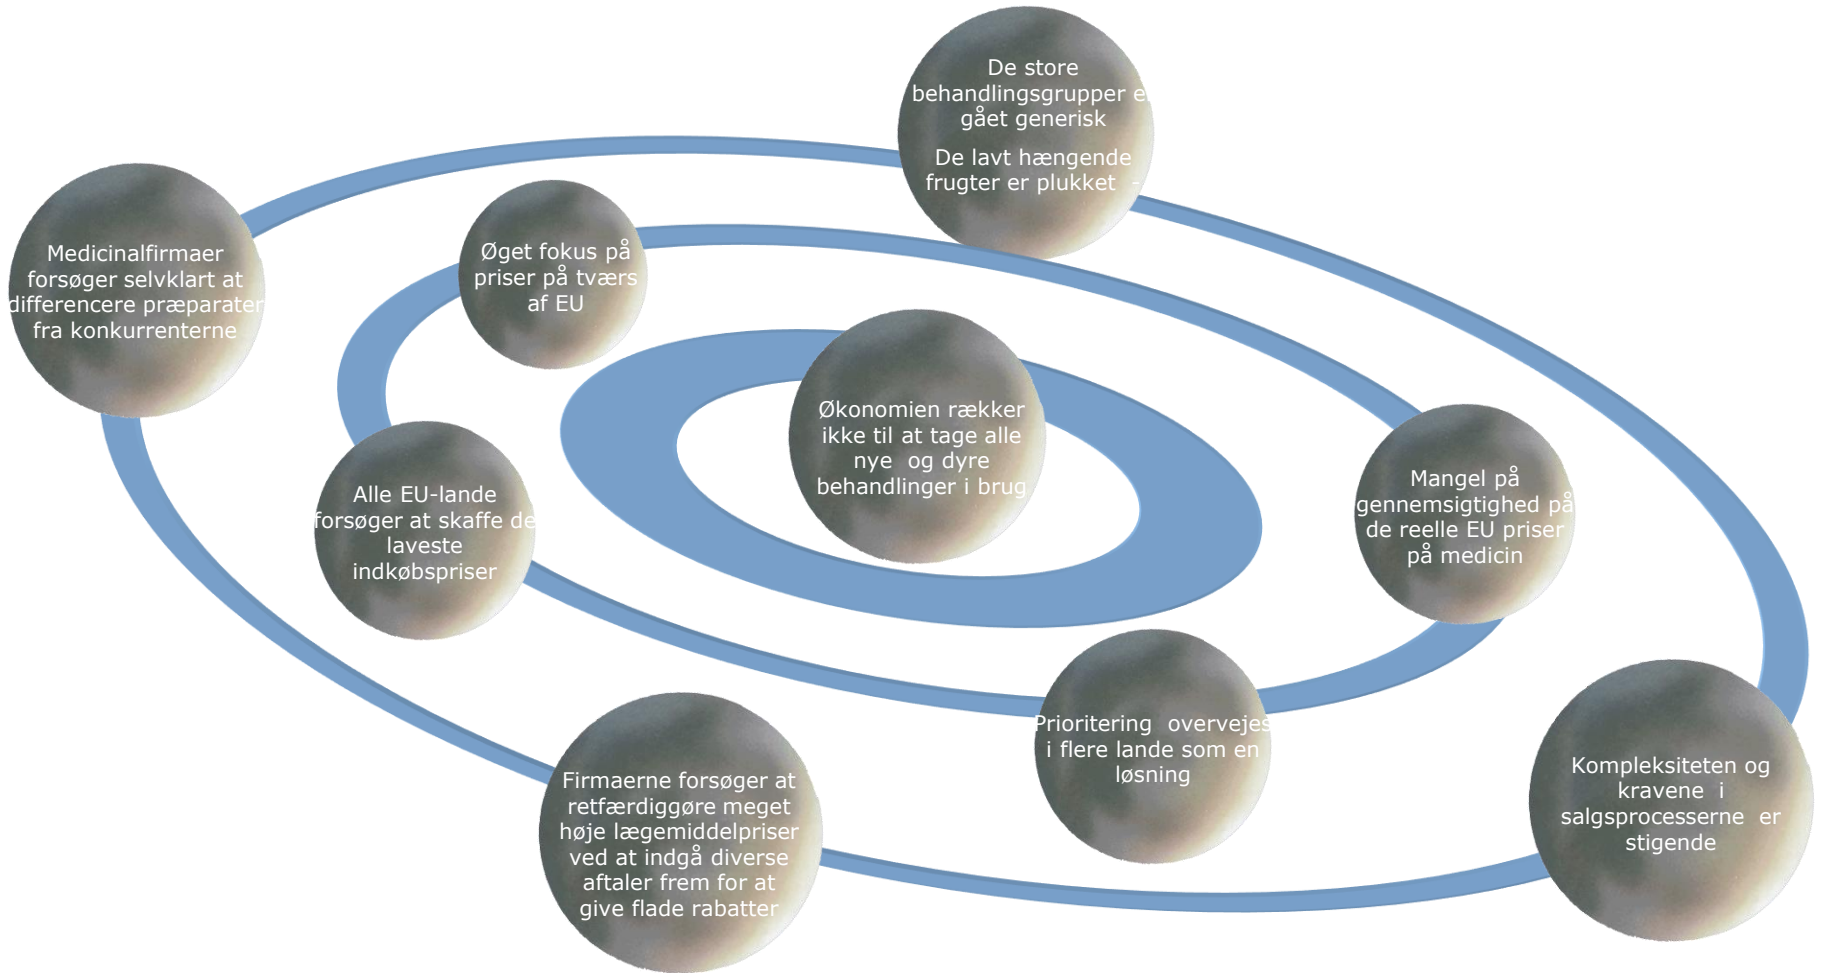 De store
behandlingsgrupper e
gået generisk
De lavt hængende
frugter er plukket -
Medicinalfirmaer
forsøger selvklart at
differencere præparater
fra konkurrenterne
Øget fokus på
priser på tværs
af EU
Økonomien rækker
ikke til at tage alle
nye og dyre
behandlinger i brug
Alle EU-lande
forsøger at skaffe de
laveste
indkøbspriser
Mangel på
gennemsigtighed på
de reelle EU priser
på medicin
Prioritering overvejes
i flere lande som en
løsning
Firmaerne forsøger at
retfærdiggøre meget
høje lægemiddelpriser
ved at indgå diverse
aftaler frem for at
give flade rabatter
Kompleksiteten og
kravene i
salgsprocesserne er
stigende